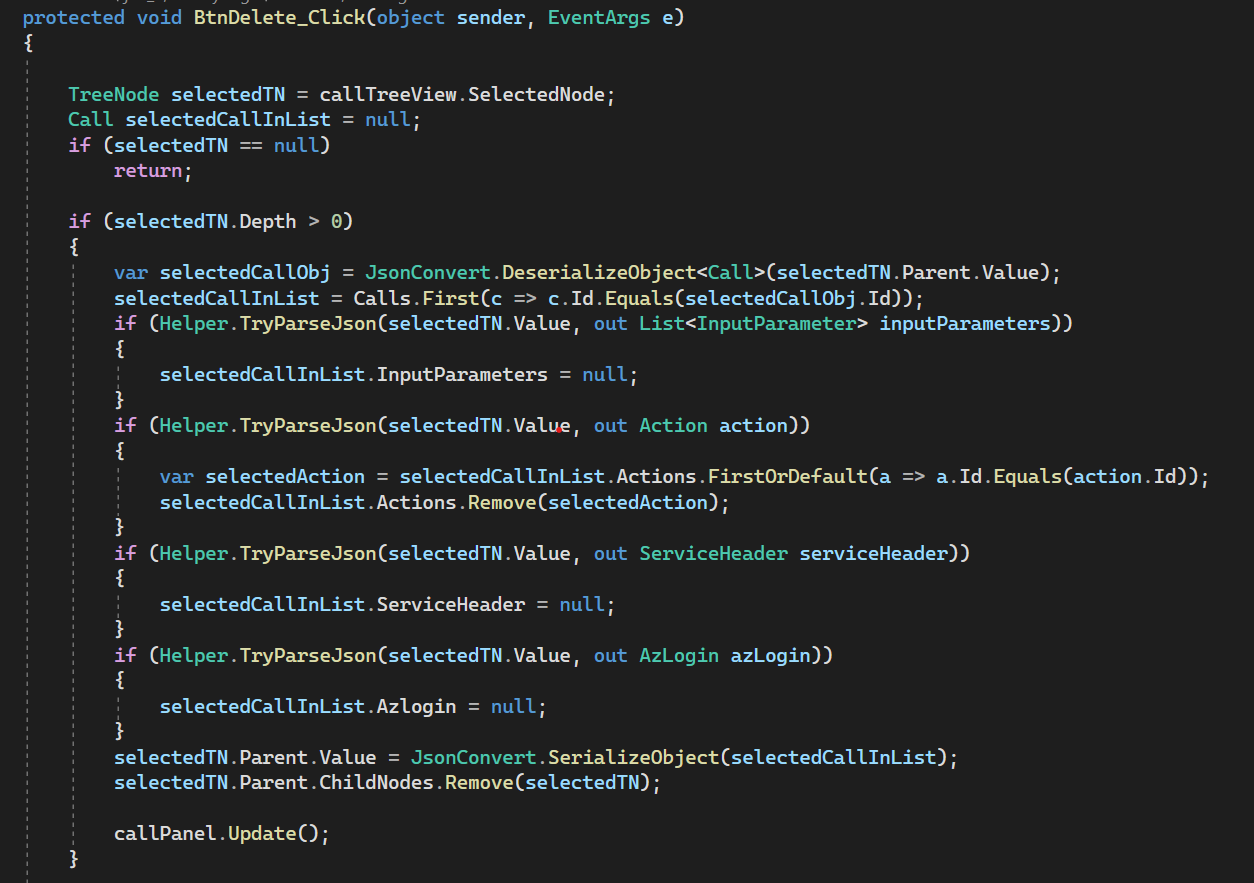 protected void BtnDelete_Click(object sender, EventArgs e)
{
TreeNode selectedTN = callTreeView.SelectedNode;
Call selectedCallInList = null;
if (selectedTN == null)
return;
if (selectedTN.Depth > 0)
{
var selectedCallObj = JsonConvert.DeserializeObject<Call>(selectedTN.Parent.Value);
selectedCallInList = Calls.First(c => c.Id.Equals(selectedCallObj.Id));
if (Helper.TryParseJson(selectedTN.Value, out List<InputParameter> inputParameters))
{
selectedCallInList.InputParameters = null;
}
if (Helper.TryParseJson(selectedTN.Value, out Action action))
{
var selectedAction = selectedCallInList.Actions.FirstOrDefault(a => a.Id.Equals(action.Id));
selectedCallInList.Actions.Remove(selectedAction);
}
if (Helper.TryParseJson(selectedTN.Value, out ServiceHeader serviceHeader))
{
selectedCallInList.ServiceHeader = null;
}
if (Helper.TryParseJson(selectedTN.Value, out AzLogin azLogin))
{
selectedCallInList.Azlogin = null;
}
selectedTN.Parent.Value = JsonConvert.SerializeObject(selectedCallInList);
selectedTN.Parent.ChildNodes.Remove(selectedTN);
callPanel.Update();
}